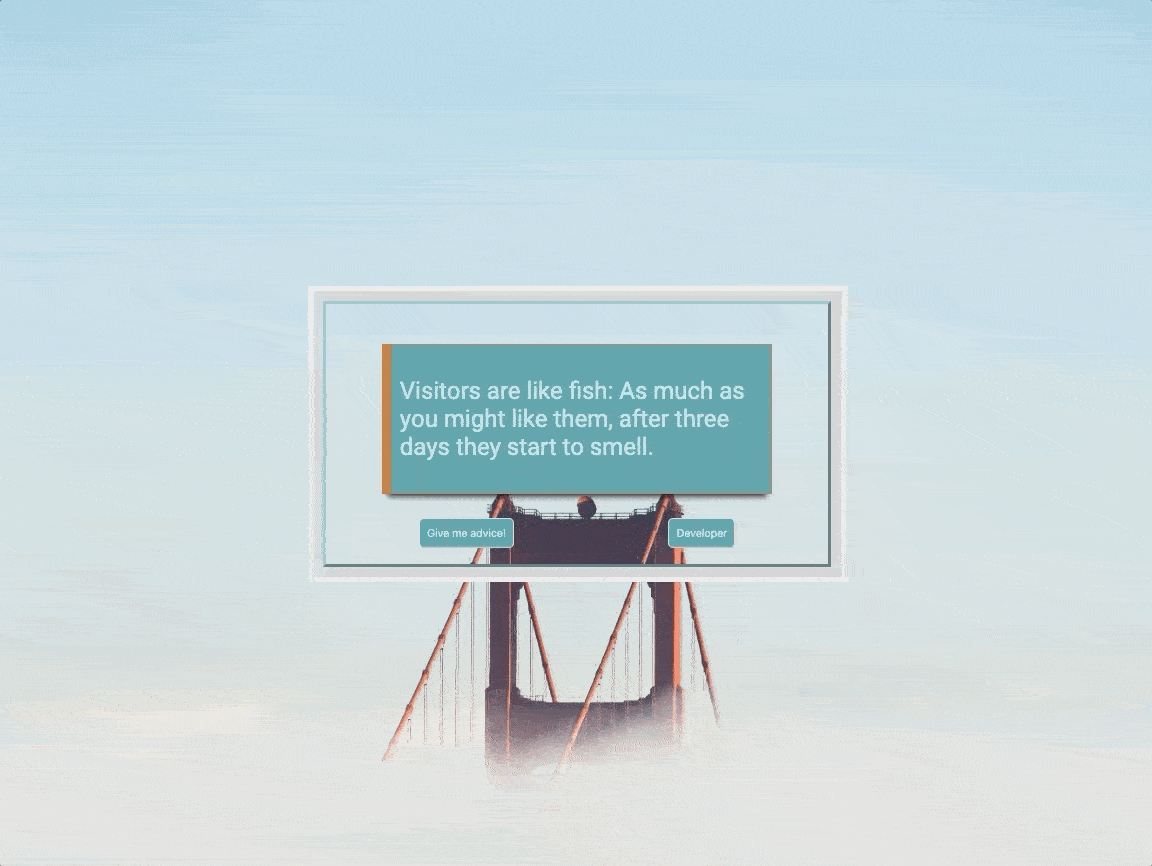 Visitors are like fish: As much as
you might like them, after three
days they start to smell.
Give me advice!
Developer